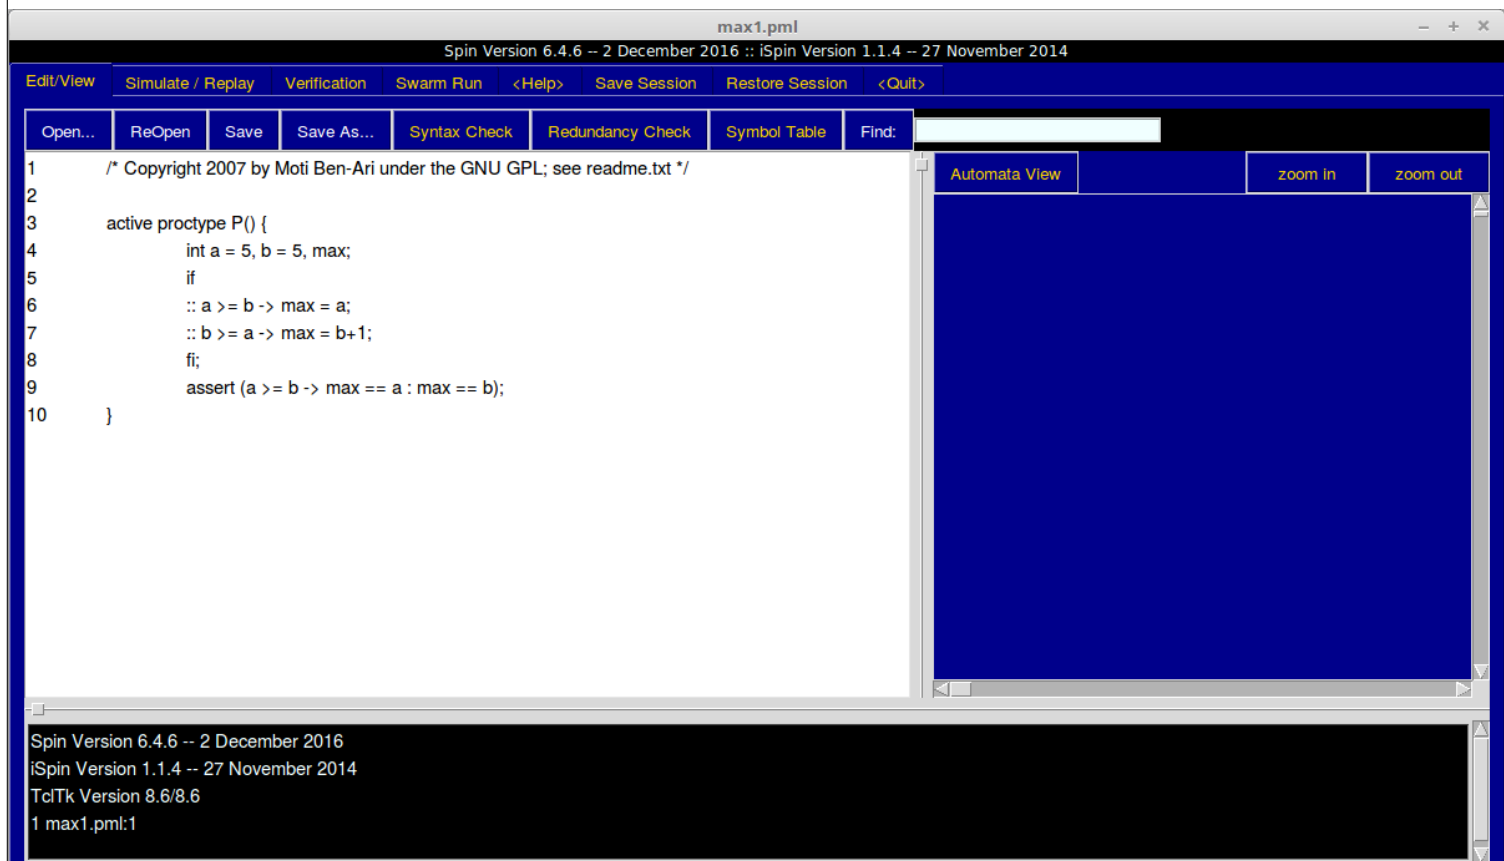 max1.pml
Spin Version 6.4.6 -- 2 December 2016 :: iSpin Version 1.1.4 -- 27 November 2014
Edit/View Simulate / Replay Verification Swarm Run <Help> Save Session Restore Session <Quit>
Open... ReOpen Save Save As... Syntax Check Redundancy Check Symbol Table Find:
Automata View zoom in zoom out
1 /* Copyright 2007 by Moti Ben-Ari under the GNU GPL; see readme.txt */
2
3 active proctype P() {
4 int a = 5, b = 5, max;
5 if
6 :: a >= b -> max = a;
7 :: b >= a -> max = b+1;
8 fi;
9 assert (a >= b -> max == a : max == b);
10 }
Spin Version 6.4.6 -- 2 December 2016
iSpin Version 1.1.4 -- 27 November 2014
TclTk Version 8.6/8.6
1 max1.pml:1